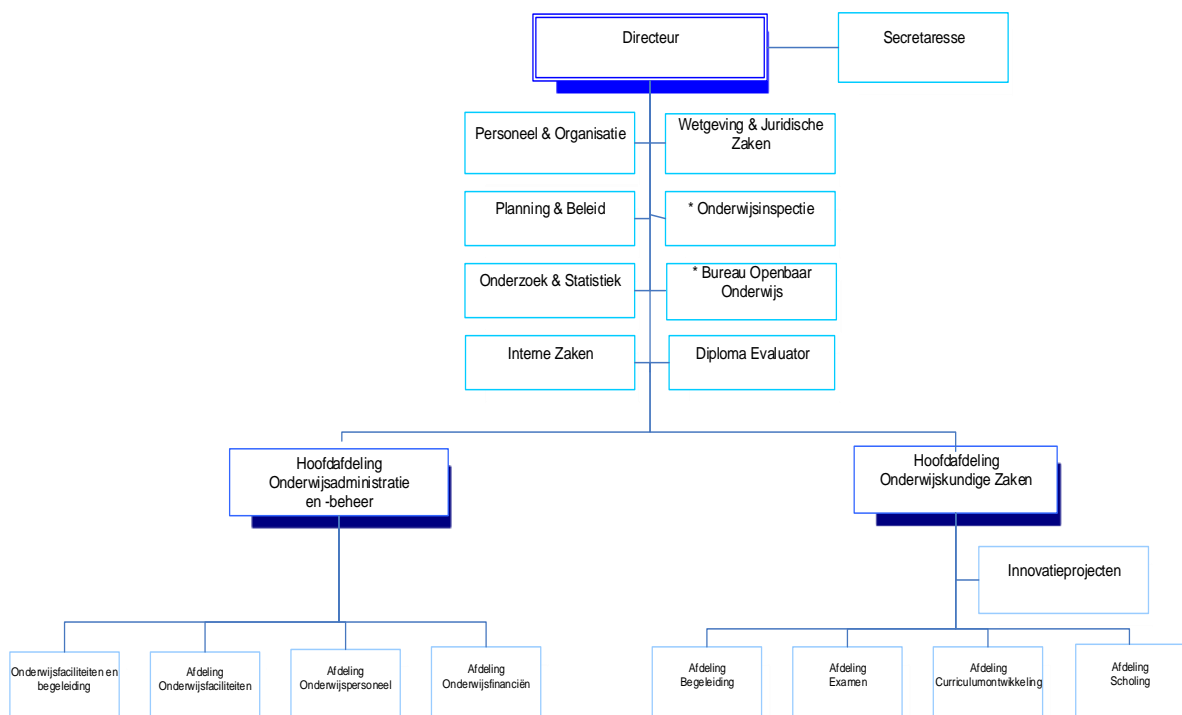 Directeur
Secretaresse
Personeel & Organisatie
Wetgeving & Juridische
Zaken
Planning & Beleid
* Onderwijsinspectie
Onderzoek & Statistiek
* Bureau Openbaar
Onderwijs
Interne Zaken
Diploma Evaluator
Hoofdafdeling
Onderwijsadministratie
en -beheer
Hoofdafdeling
Onderwijskundige Zaken
Innovatieprojecten
Onderwijsfaciliteiten en
begeleiding
Afdeling
Onderwijsfaciliteiten
Afdeling
Onderwijspersoneel
Afdeling
Onderwijsfinanciën
Afdeling
Begeleiding
Afdeling
Examen
Afdeling
Curriculumontwikkeling
Afdeling
Scholing